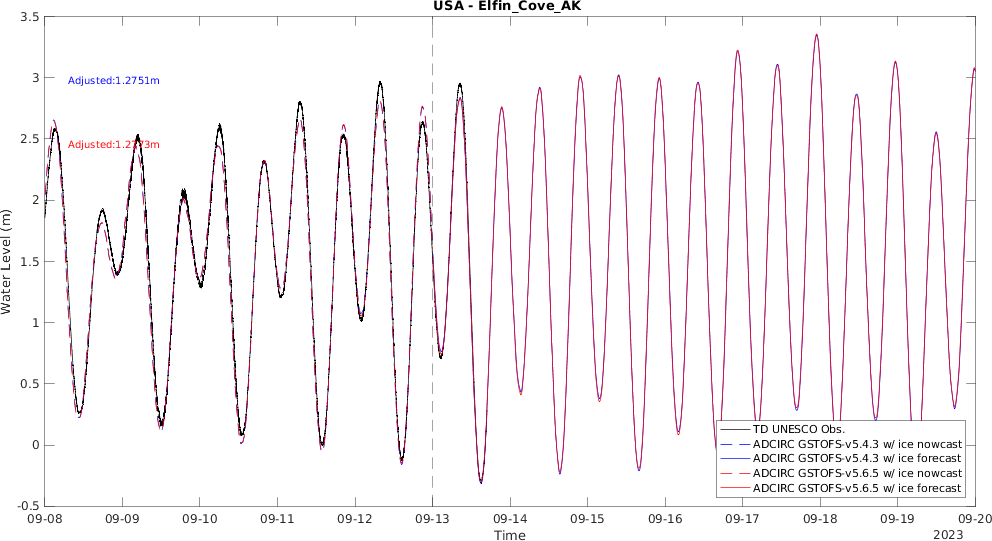 USA - Elfin_Cove_AK
3.5
3
2.5
2
1.5
1
0.5
0
-0.5
Water Level (m)
Adjusted:1.2751m
Adjusted:1.2773m
TD UNESCO Obs.
ADCIRC GSTOFS-v5.4.3 w/ ice nowcast
ADCIRC GSTOFS-v5.4.3 w/ ice forecast
ADCIRC GSTOFS-v5.6.5 w/ ice nowcast
ADCIRC GSTOFS-v5.6.5 w/ ice forecast
09-08 09-09 09-10 09-11 09-12 09-13 09-14 09-15 09-16 09-17 09-18 09-19 09-20
Time
2023